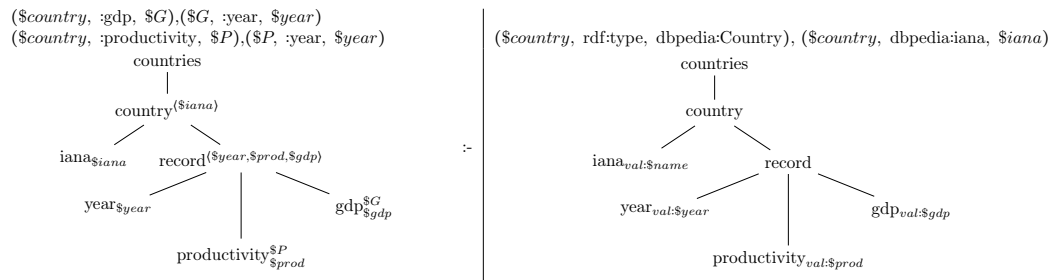 ($country, :gdp, $G),($G, :year, $year)
($country, :productivity, $P),($P, :year, $year)
countries
country⟨$iana⟩
iana$iana record⟨$year,$prod,$gdp⟩
year$year gdp$G$gdp
productivity$P$prod
:-
($country, rdf:type, dbpedia:Country), ($country, dbpedia:iana, $iana)
countries
country
iana val:$name record
year val:$year gdp val:$gdp
productivity val:$prod